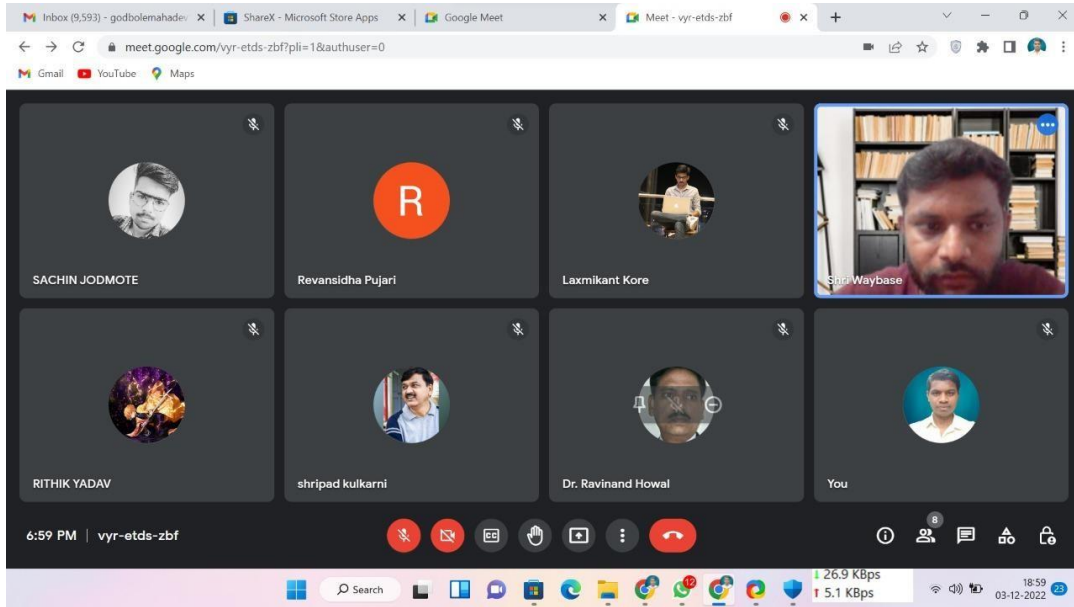 Inbox (9,593) - godbolemahadev
ShareX - Microsoft Store Apps
Google Meet
Meet - vyr-etds-zbf
meet.google.com/vyr-etds-zbf?pli=1&authuser=0
Gmail YouTube Maps
SACHIN JODMOTE
R
Revansidha Pujari
Laxmikant Kore
Shri Waybase
RITHIK YADAV
shripad kulkarni
Dr. Ravinand Howal
You
6:59 PM | vyr-etds-zbf
CC
8
Search
12
26.9 KBps
5.1 KBps
18:59
03-12-2022
23